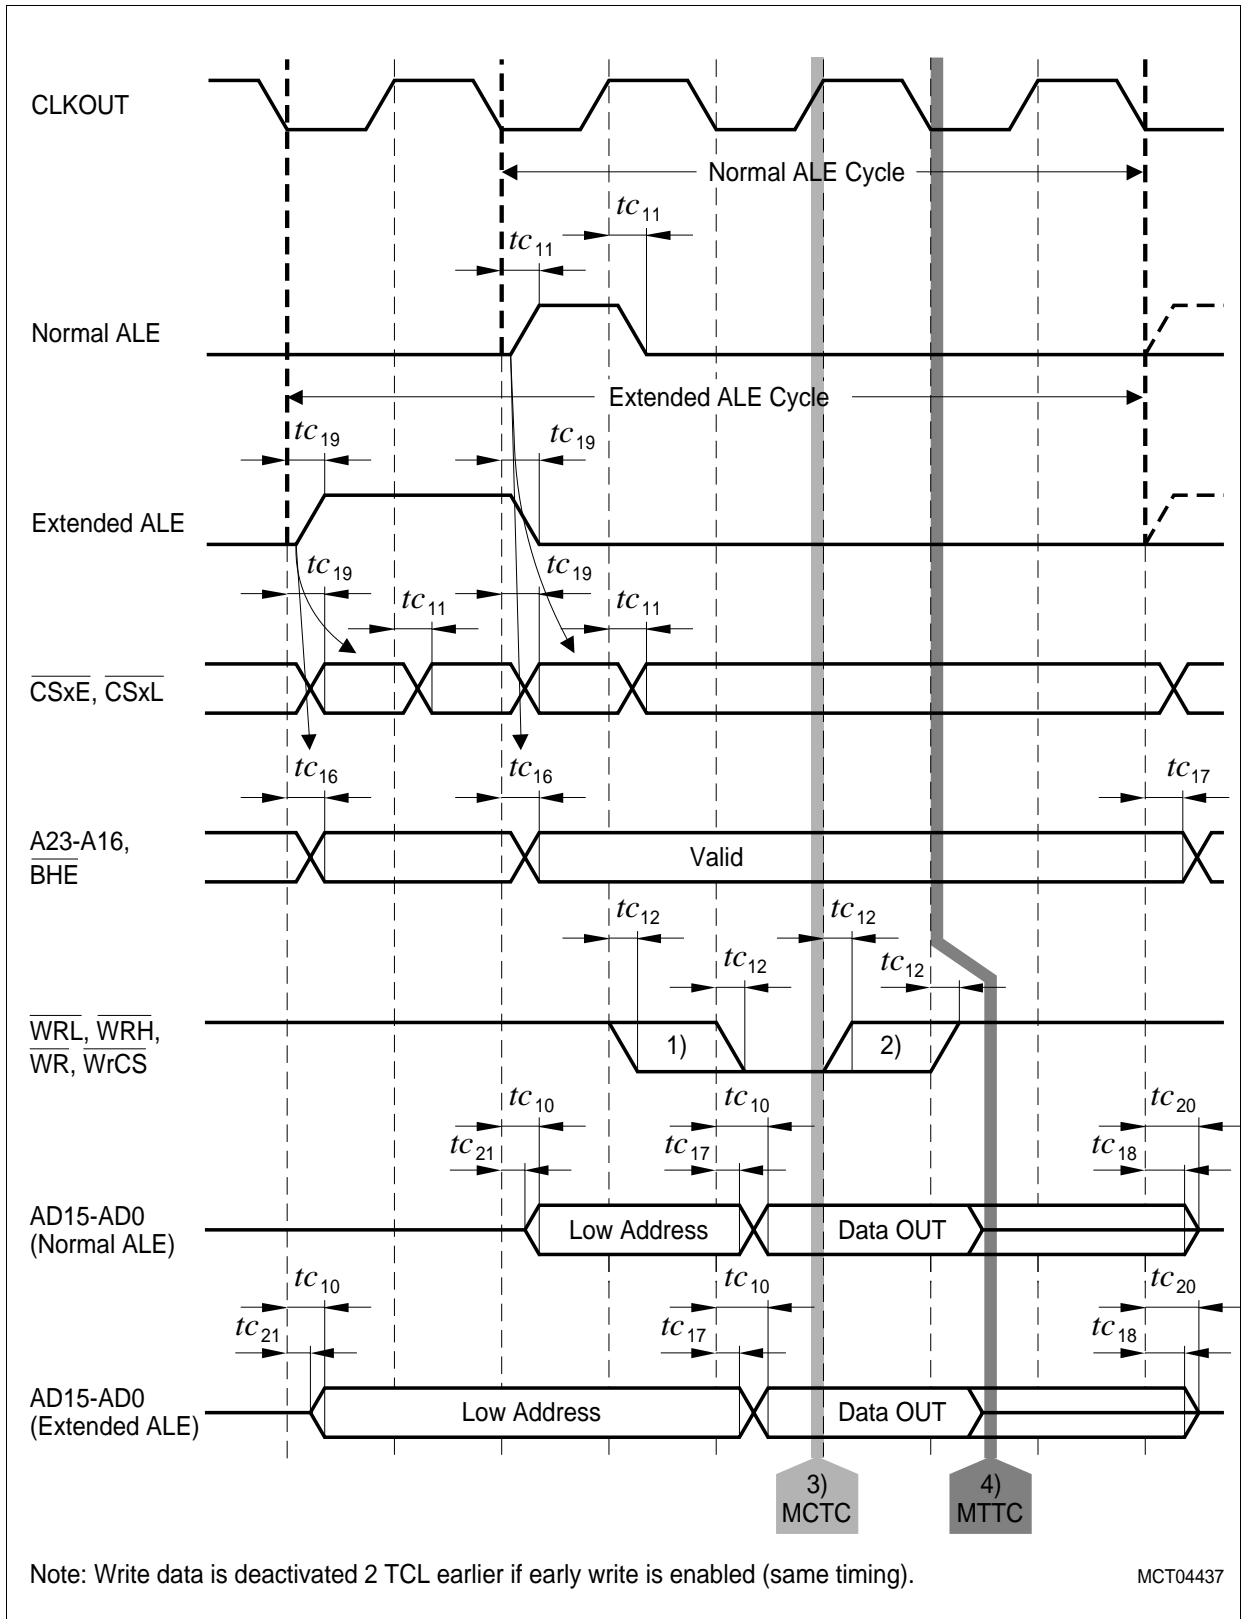 CLKOUT
Normal ALE Cycle
tc11
tc11
Normal ALE
Extended ALE Cycle
tc19
tc19
Extended ALE
tc19
tc19
tc11
tc11
CSxE, CSxL
tc16
tc16
tc17
A23-A16,
BHE
Valid
tc12
tc12
tc12
tc12
WRL, WRH,
WR, WrCS
1)
2)
tc10
tc10
tc20
tc21
tc17
tc18
AD15-AD0
(Normal ALE)
Low Address
Data OUT
tc10
tc10
tc20
tc21
tc17
tc18
AD15-AD0
(Extended ALE)
Low Address
Data OUT
3)
MCTC
4)
MTTC
Note: Write data is deactivated 2 TCL earlier if early write is enabled (same timing).
MCT04437